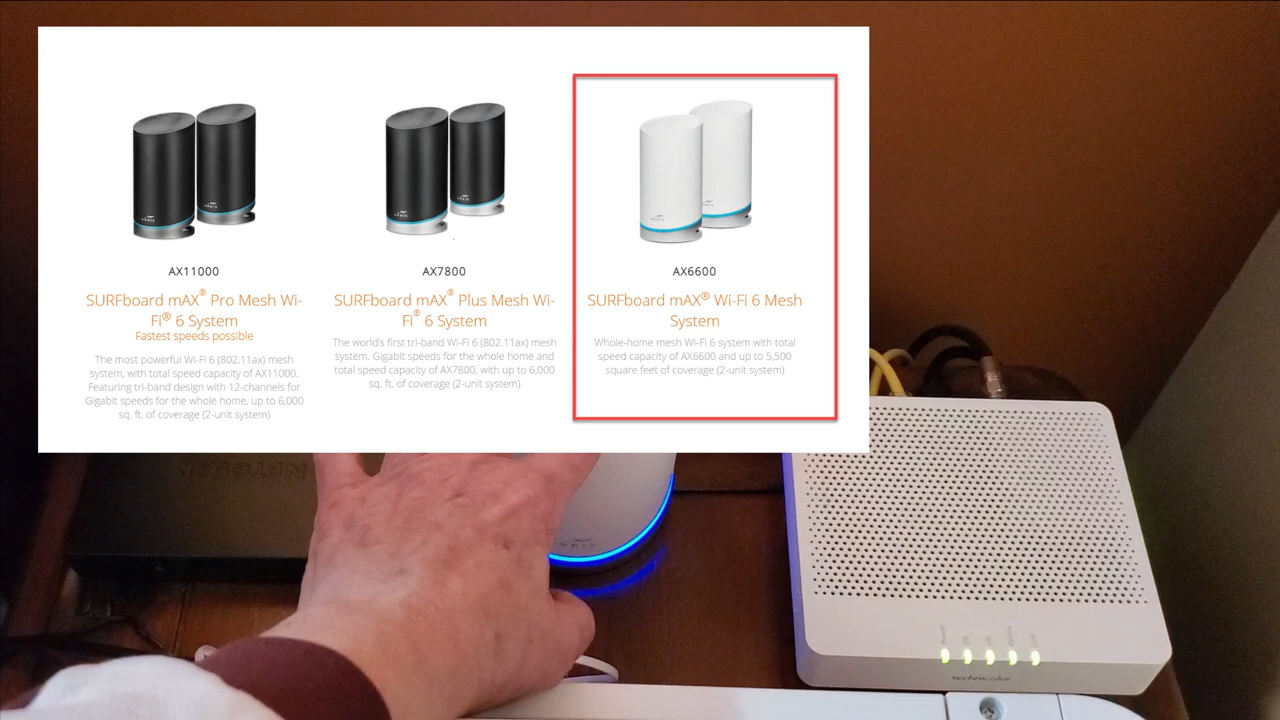 AX11000
SURFboard mAX® Pro Mesh Wi-
Fi® 6 System
Fastest speeds possible
The most powerful Wi-Fi 6 (802.11ax) mesh
system, with total speed capacity of AX11000.
Featuring tri-band design with 12-channels for
Gigabit speeds for the whole home, up to 6,000
sq. ft. of coverage (2-unit system)
AX7800
SURFboard mAX® Plus Mesh Wi-
Fi® 6 System
The world's first tri-band Wi-Fi 6 (802.11ax) mesh
system. Gigabit speeds for the whole home and
total speed capacity of AX7800, with up to 6,000
sq. ft. of coverage (2-unit system)
AX6600
SURFboard mAX® Wi-Fi 6 Mesh
System
Whole-home mesh Wi-Fi 6 system with total
speed capacity of AX6600 and up to 5,500
square feet of coverage (2-unit system)
NETGEAR
ARRIS
Power
technicolor